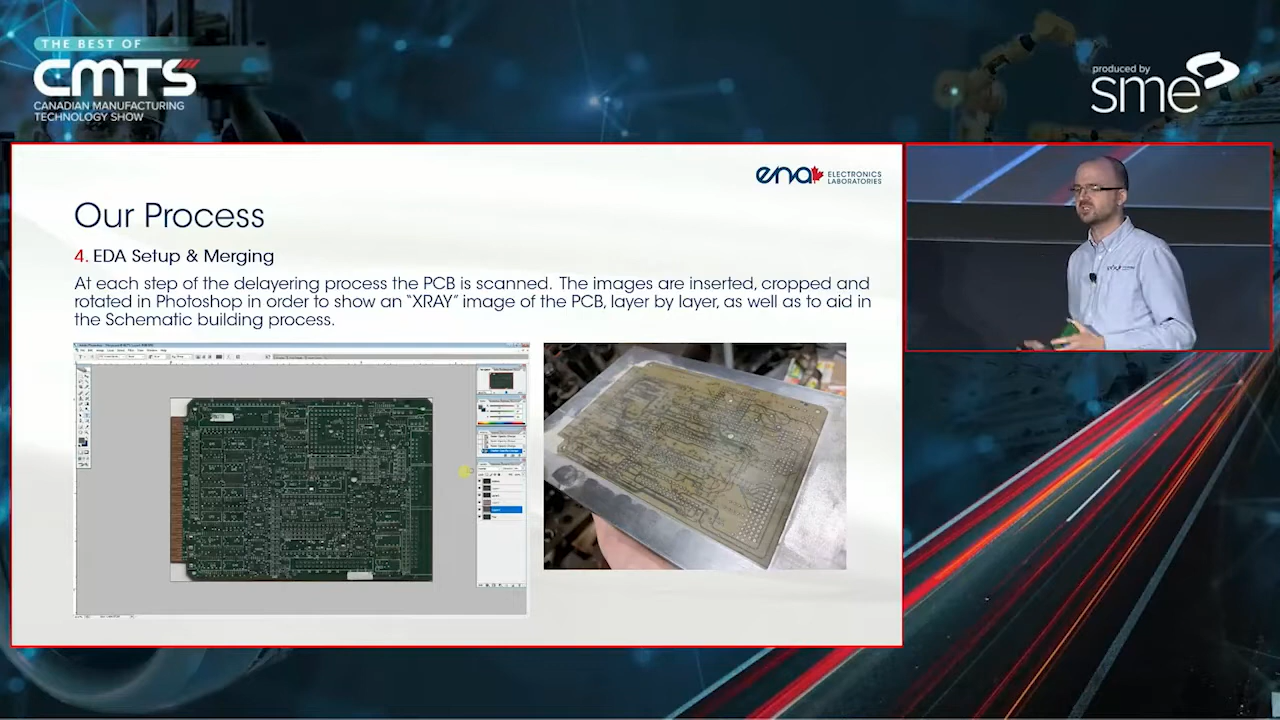 THE BEST OF
CMTS
CANADIAN MANUFACTURING
TECHNOLOGY SHOW
produced by
sme
ena ELECTRONICS
LABORATORIES
Our Process
4. EDA Setup & Merging
At each step of the delayering process the PCB is scanned. The images are inserted, cropped and
rotated in Photoshop in order to show an “XRAY” image of the PCB, layer by layer, as well as to aid in
the Schematic building process.